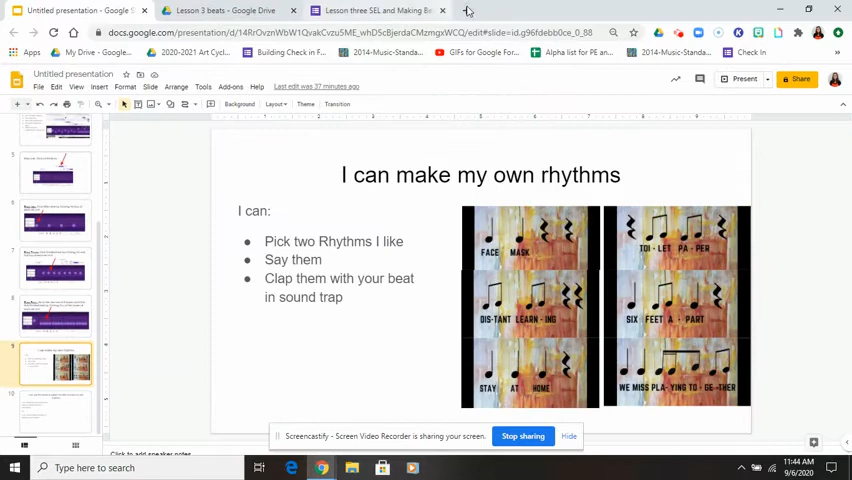 Untitled presentation - Google S
Lesson 3 beats - Google Drive
Lesson three SEL and Making Be
docs.google.com/presentation/d/14RrOvznWbW1QvakCvzu5ME_whD5cBjerdaCMzmgxWCQ/edit#slide=id.g96fdebb0ce_0_88
Apps
My Drive - Google...
2020-2021 Art Cycl...
Building Check in F...
2014-Music-Standa...
GIFs for Google For...
Alpha list for PE and...
2014-Music-Standa...
Check In
Untitled presentation
File Edit View Insert Format Slide Arrange Tools Add-ons Help
Last edit was 37 minutes ago
Present
Share
Background Layout Theme Transition
I can make my own rhythms
I can:
● Pick two Rhythms I like
● Say them
● Clap them with your beat
in sound trap
FACE MASK
TOI - LET PA - PER
DIS-TANT LEARN - ING
SIX FEET A - PART
STAY AT HOME
WE MISS PLA - YING TO - GE - THER
5
6
7
8
9
10
Screencastify - Screen Video Recorder is sharing your screen.
Stop sharing
Hide
Click to add speaker notes
Type here to search
11:44 AM
9/6/2020